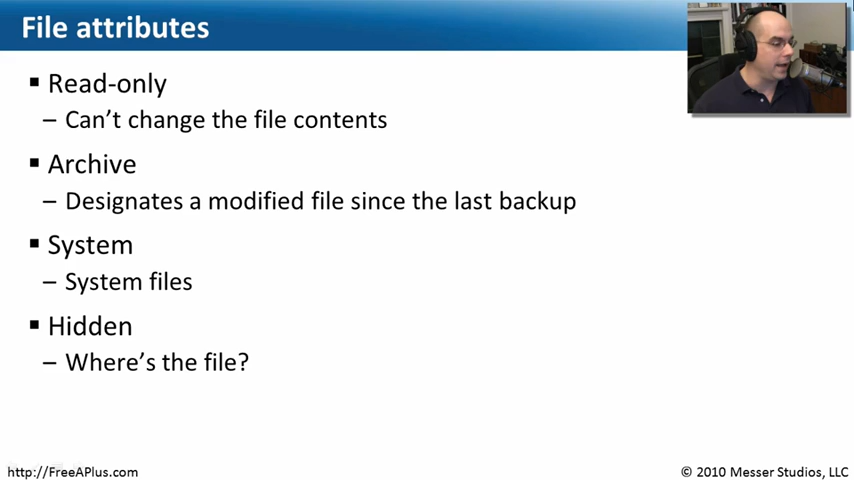 File attributes
▪ Read-only
– Can't change the file contents
▪ Archive
– Designates a modified file since the last backup
▪ System
– System files
▪ Hidden
– Where's the file?
http://FreeAPlus.com
© 2010 Messer Studios, LLC